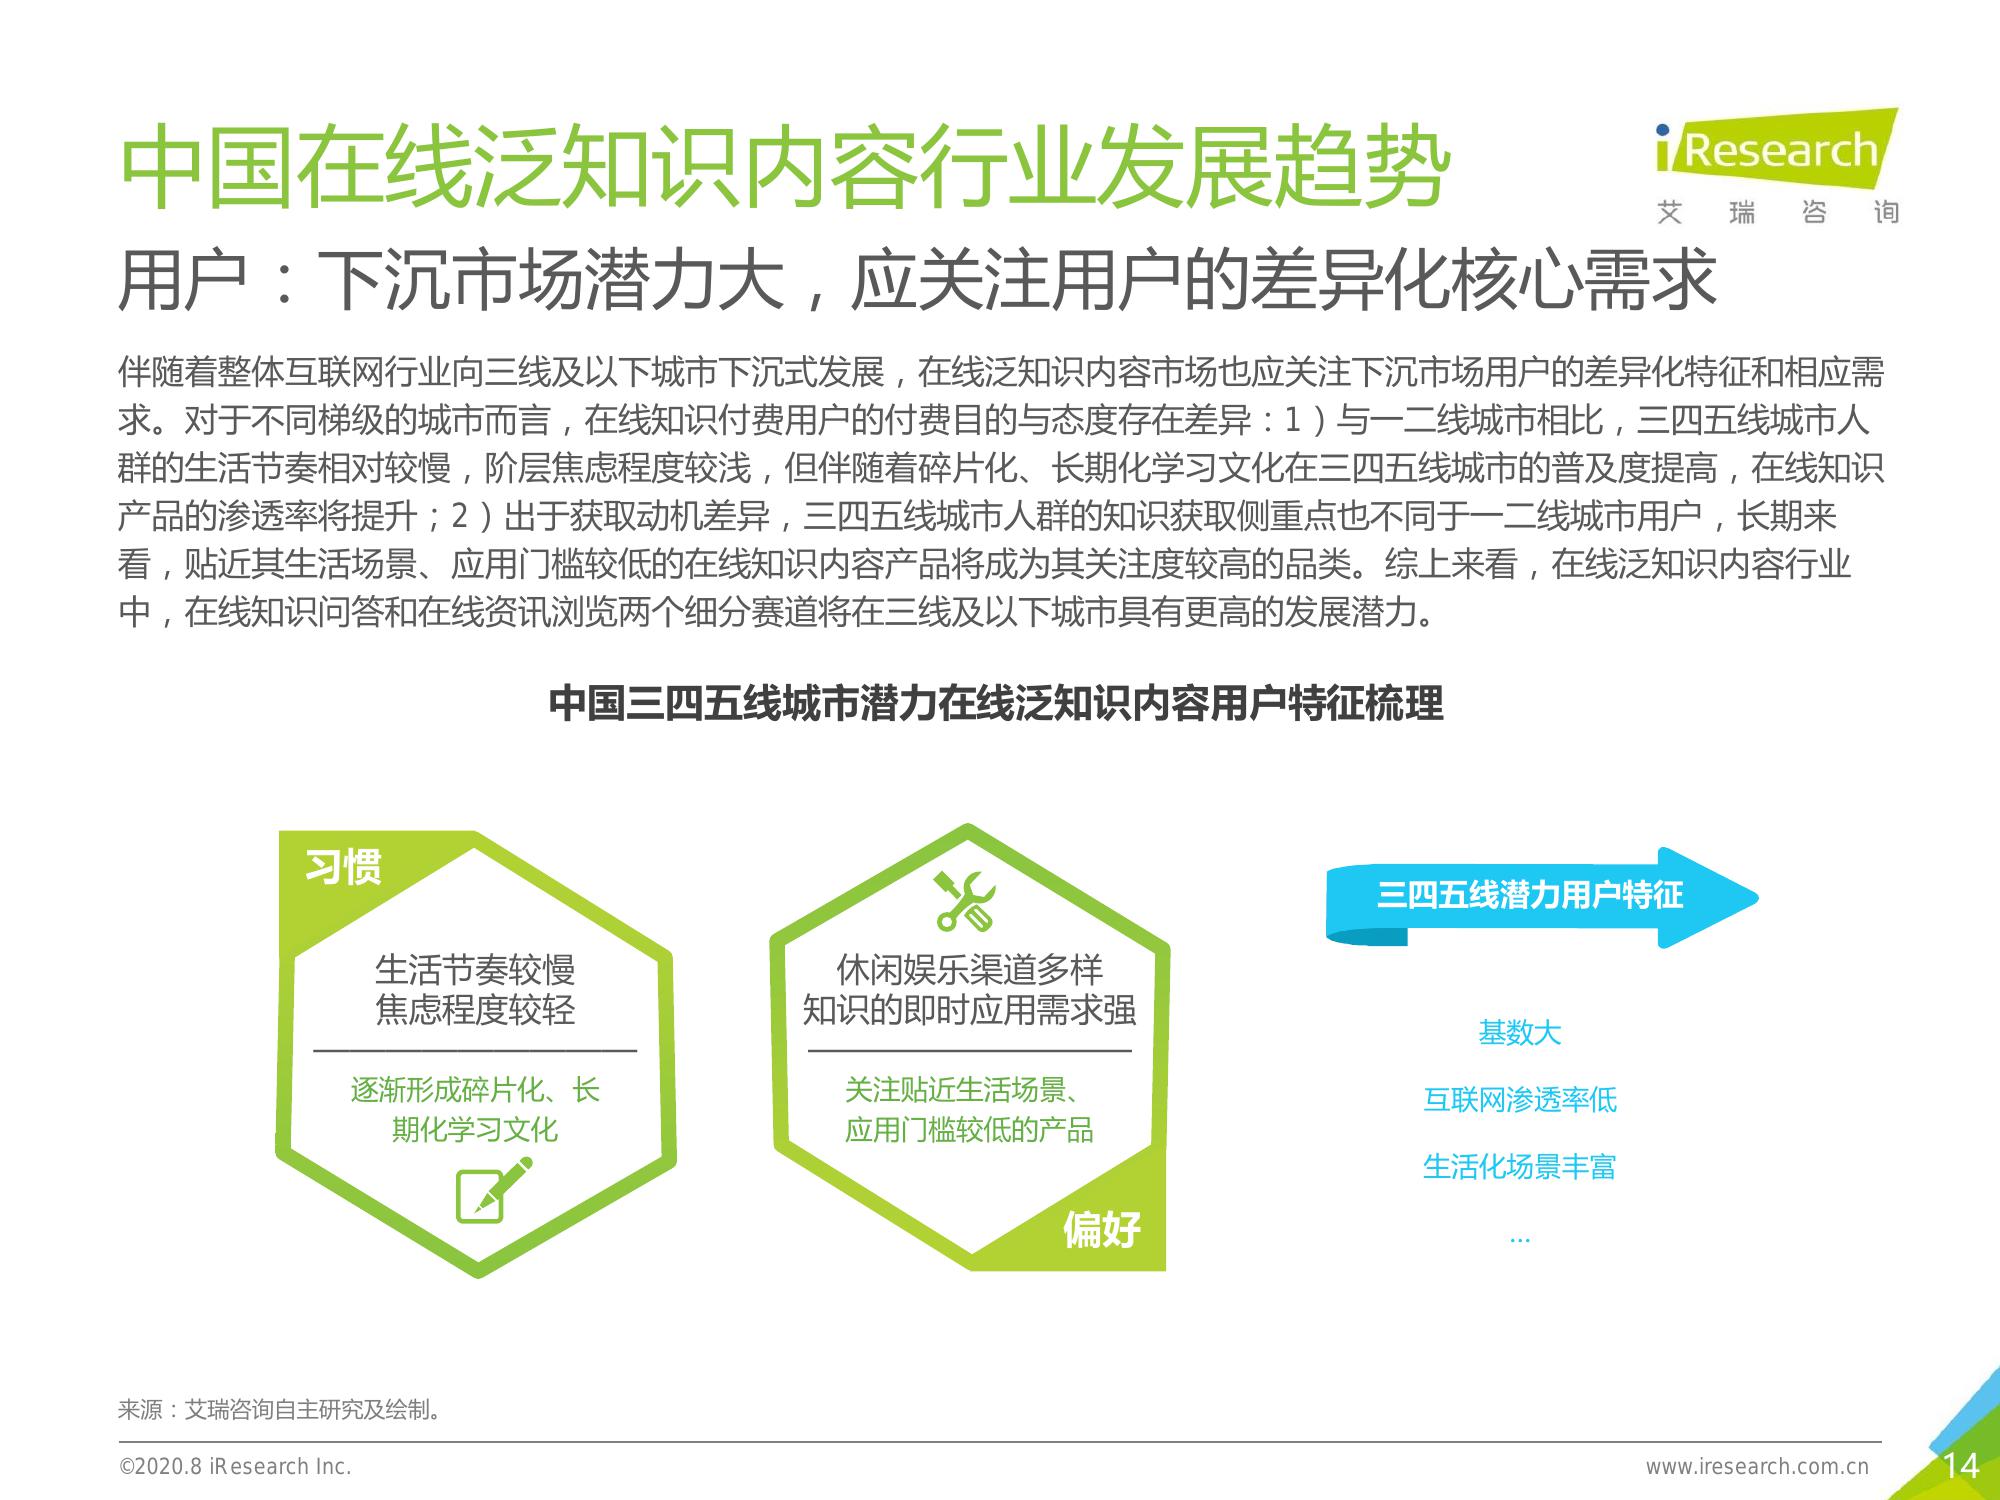 中国在线泛知识内容行业发展趋势
iResearch
艾瑞咨询
用户：下沉市场潜力大，应关注用户的差异化核心需求
伴随着整体互联网行业向三线及以下城市下沉式发展，在线泛知识内容市场也应关注下沉市场用户的差异化特征和相应需
求。对于不同梯级的城市而言，在线知识付费用户的付费目的与态度存在差异：1）与一二线城市相比，三四五线城市人
群的生活节奏相对较慢，阶层焦虑程度较浅，但伴随着碎片化、长期化学习文化在三四五线城市的普及度提高，在线知识
产品的渗透率将提升；2）出于获取动机差异，三四五线城市人群的知识获取侧重点也不同于一二线城市用户，长期来
看，贴近其生活场景、应用门槛较低的在线知识内容产品将成为其关注度较高的品类。综上来看，在线泛知识内容行业
中，在线知识问答和在线资讯浏览两个细分赛道将在三线及以下城市具有更高的发展潜力。
中国三四五线城市潜力在线泛知识内容用户特征梳理
习惯
生活节奏较慢
焦虑程度较轻
逐渐形成碎片化、长
期化学习文化
休闲娱乐渠道多样
知识的即时应用需求强
关注贴近生活场景、
应用门槛较低的产品
偏好
三四五线潜力用户特征
基数大
互联网渗透率低
生活化场景丰富
...
来源：艾瑞咨询自主研究及绘制。
©2020.8 iResearch Inc.
www.iresearch.com.cn
14